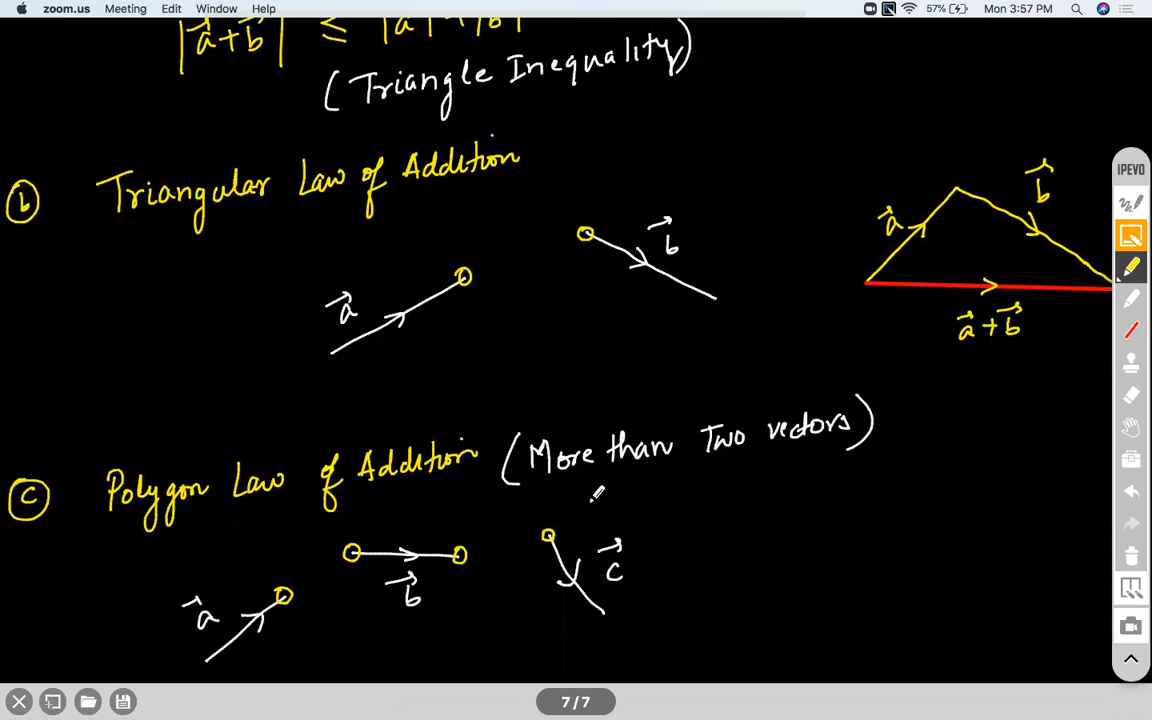 zoom.us Meeting Edit Window Help 57% Mon 3:57 PM
|a⃗+b⃗| ≤ |a|+|b|
(Triangle Inequality)
b Triangular Law of Addition
a⃗
b⃗
a⃗
b⃗
a⃗+b⃗
IPEVO
C Polygon Law of Addition (More than Two vectors)
a⃗
b⃗
c⃗
7/7